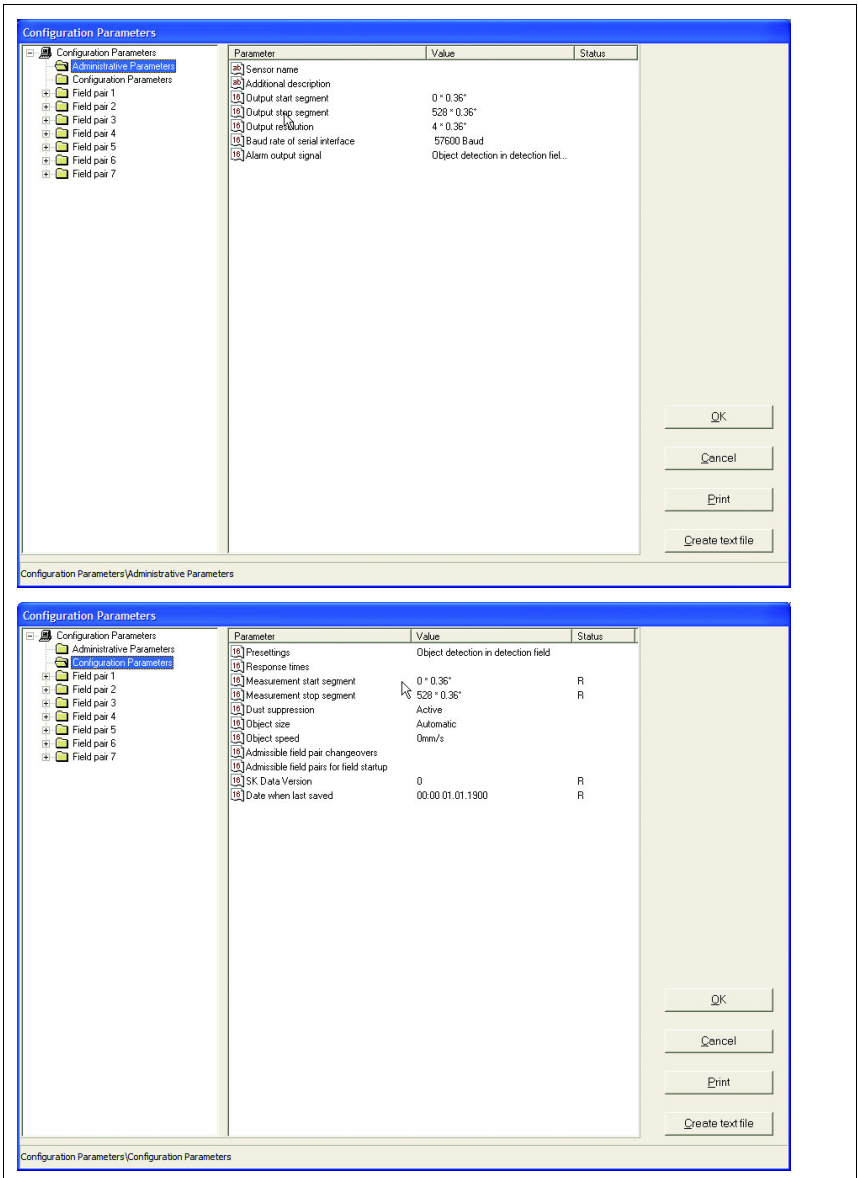 Configuration Parameters
Configuration Parameters
Administrative Parameters
Configuration Parameters
Field pair 1
Field pair 2
Field pair 3
Field pair 4
Field pair 5
Field pair 6
Field pair 7
Parameter Value Status
Sensor name
Additional description
Output start segment 0 * 0.36°
Output stop segment 528 * 0.36°
Output resolution 4 * 0.36°
Baud rate of serial interface 57600 Baud
Alarm output signal Object detection in detection fiel...
OK
Cancel
Print
Create text file
Configuration Parameters\Administrative Parameters
Configuration Parameters
Configuration Parameters
Administrative Parameters
Configuration Parameters
Field pair 1
Field pair 2
Field pair 3
Field pair 4
Field pair 5
Field pair 6
Field pair 7
Parameter Value Status
Presettings Object detection in detection field
Response times
Measurement start segment 0 * 0.36° R
Measurement stop segment 528 * 0.36° R
Dust suppression Active
Object size Automatic
Object speed 0mm/s
Admissible field pair changeovers
Admissible field pairs for field startup
SK Data Version 0 R
Date when last saved 00:00 01.01.1900 R
OK
Cancel
Print
Create text file
Configuration Parameters\Configuration Parameters